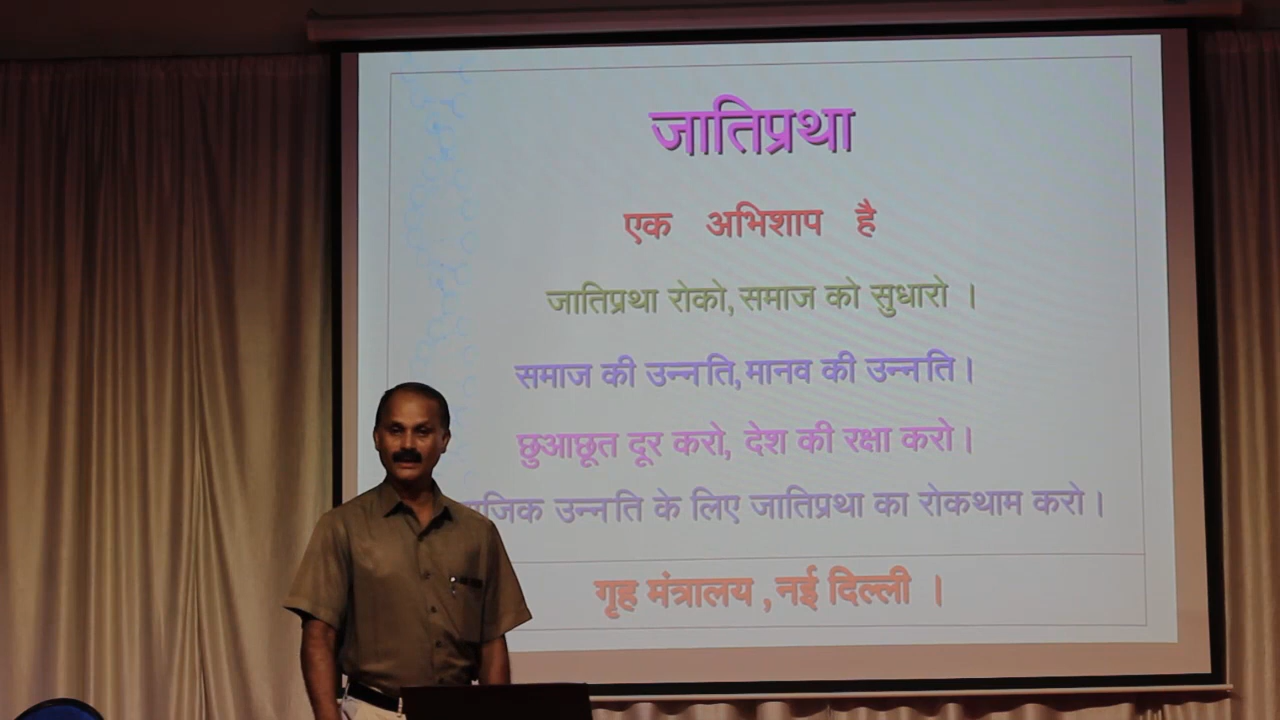 जातिप्रथा
एक अभिशाप है
जातिप्रथा रोको, समाज को सुधारो ।
समाज की उन्नति, मानव की उन्नति।
छुआछूत दूर करो, देश की रक्षा करो।
उन्नति के लिए जातिप्रथा का रोकथाम करो।
गृह मंत्रालय ,नई दिल्ली ।